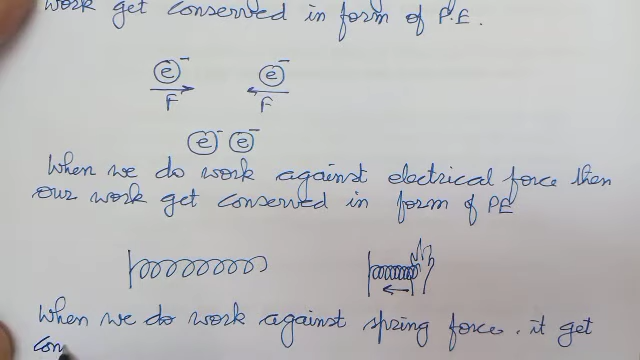 work get conserved in form of P.E.
e⁻ e⁻
F F
e⁻ e⁻
When we do work against electrical force then
our work get conserved in form of PE
When we do work against spring force, it get
con